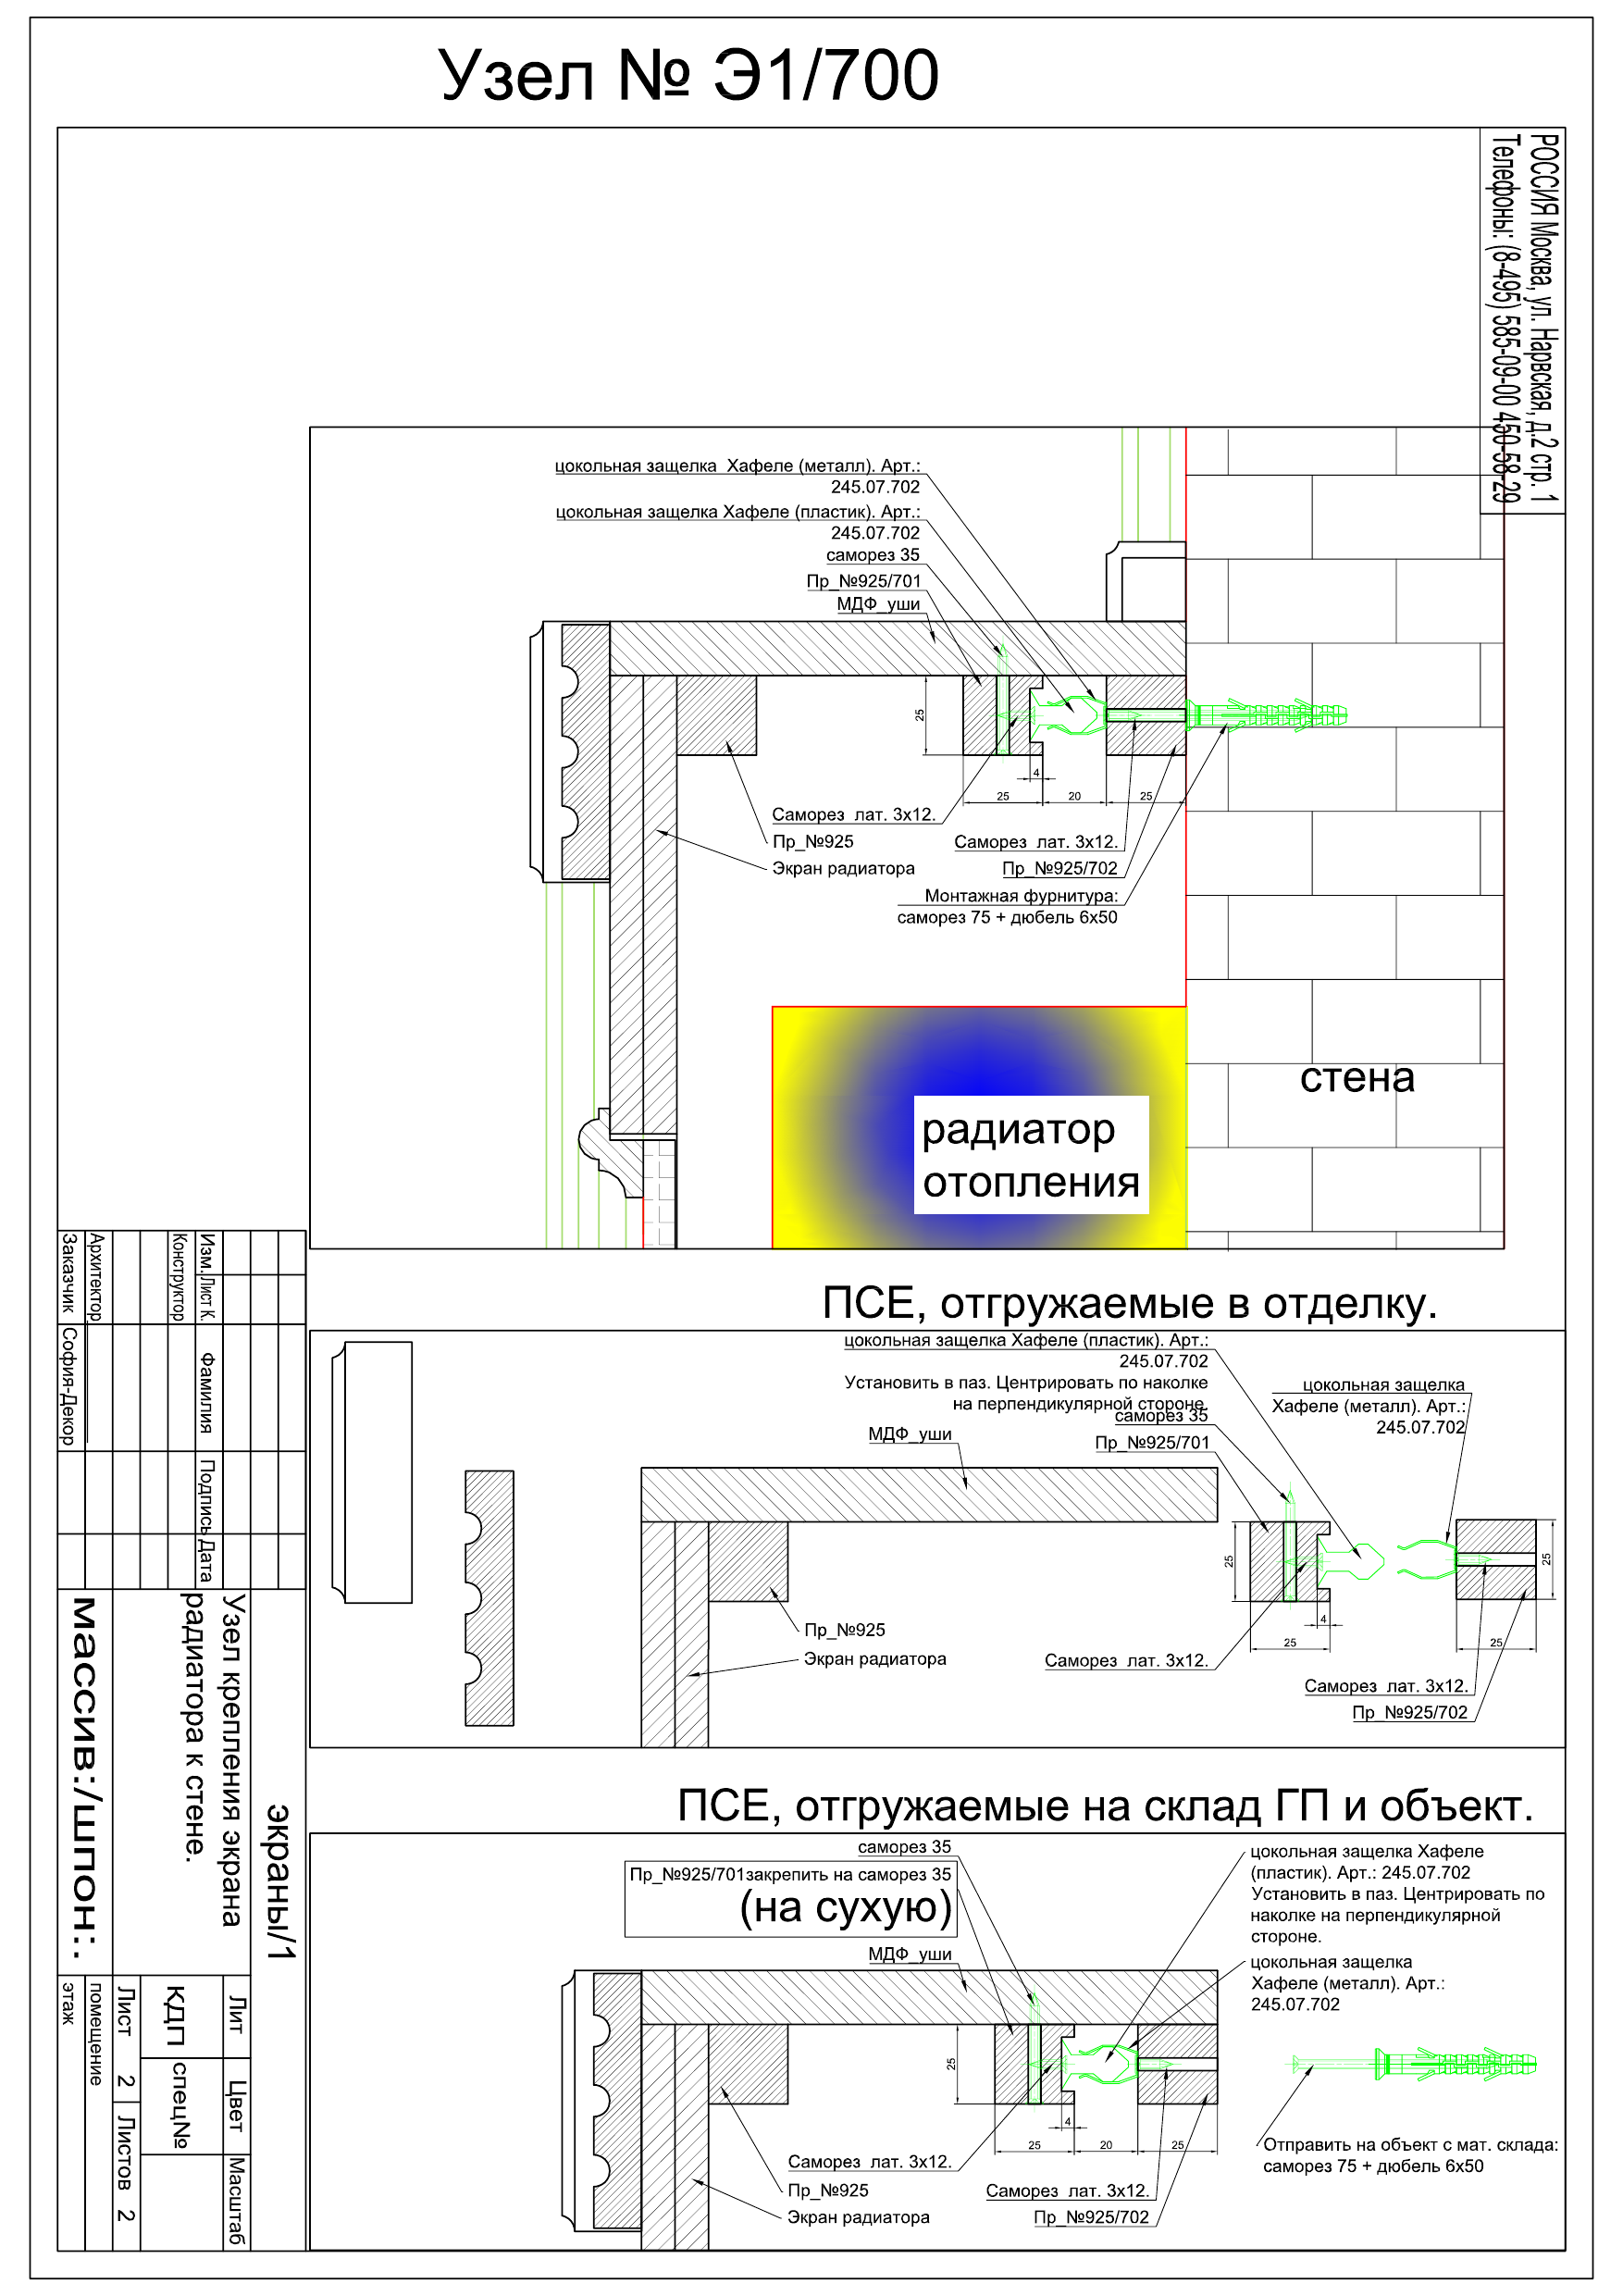 Узел № Э1/700
РОССИЯ Москва, ул. Нарвская, д.2 стр. 1
Телефоны: (8-495) 585-09-00 450-58-29
цокольная защелка Хафеле (металл). Арт.:
245.07.702
цокольная защелка Хафеле (пластик). Арт.:
245.07.702
саморез 35
Пр_№925/701
МДФ_уши
25
4
25
20
25
Саморез лат. 3х12.
Пр_№925
Экран радиатора
Саморез лат. 3х12.
Пр_№925/702
Монтажная фурнитура:
саморез 75 + дюбель 6х50
стена
радиатор
отопления
ПСЕ, отгружаемые в отделку.
цокольная защелка Хафеле (пластик). Арт.:
245.07.702
Установить в паз. Центрировать по наколке
на перпендикулярной стороне.
саморез 35
Пр_№925/701
МДФ_уши
цокольная защелка
Хафеле (металл). Арт.:
245.07.702
25
4
25
25
25
Пр_№925
Экран радиатора
Саморез лат. 3х12.
Саморез лат. 3х12.
Пр_№925/702
ПСЕ, отгружаемые на склад ГП и объект.
саморез 35
Пр_№925/701закрепить на саморез 35
(на сухую)
МДФ_уши
цокольная защелка Хафеле
(пластик). Арт.: 245.07.702
Установить в паз. Центрировать по
наколке на перпендикулярной
стороне.
цокольная защелка
Хафеле (металл). Арт.:
245.07.702
25
4
25
20
25
Саморез лат. 3х12.
Пр_№925
Экран радиатора
Саморез лат. 3х12.
Пр_№925/702
Отправить на объект с мат. склада:
саморез 75 + дюбель 6х50
экраны/1
Изм. Лист К. Фамилия Подпись Дата
Конструктор
Архитектор
Заказчик София-Декор
Узел крепления экрана
радиатора к стене.
массив:/шпон:.
Лит Цвет Масштаб
КДП спец№
Лист 2 Листов 2
помещение
этаж